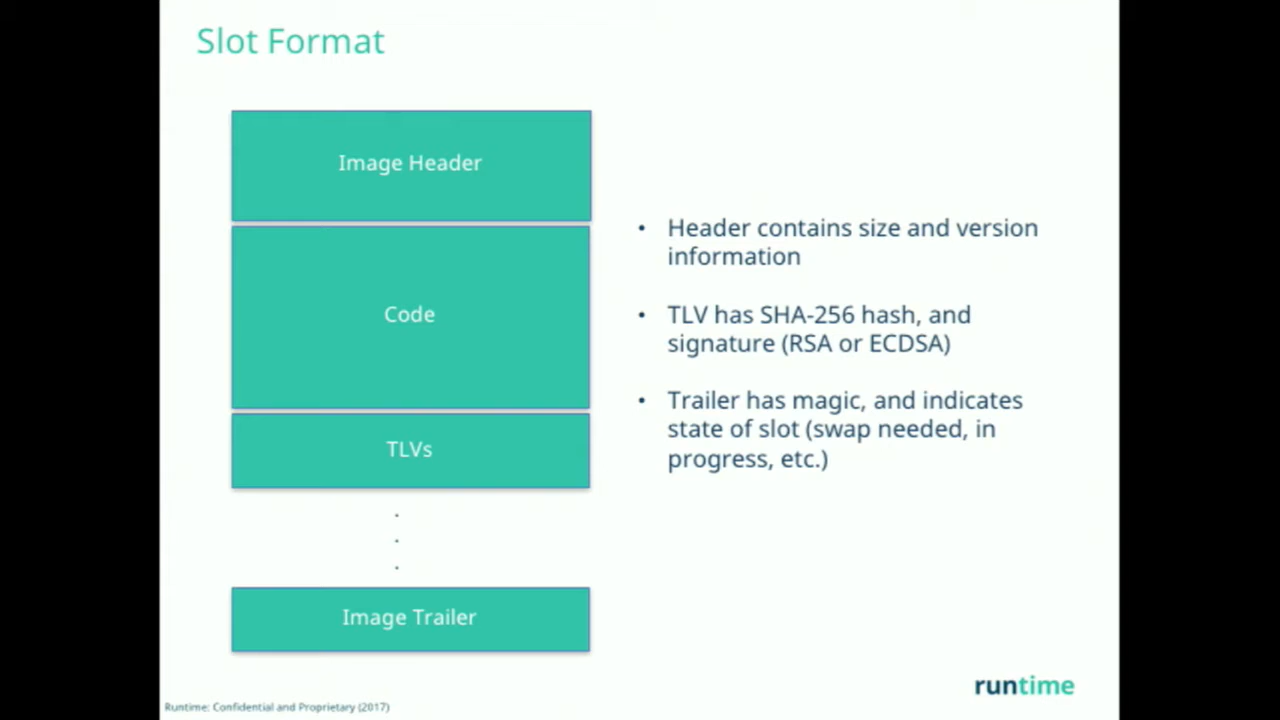 Slot Format
Image Header
Code
TLVs
.
.
.
Image Trailer
• Header contains size and version
information
• TLV has SHA-256 hash, and
signature (RSA or ECDSA)
• Trailer has magic, and indicates
state of slot (swap needed, in
progress, etc.)
runtime
Runtime: Confidential and Proprietary (2017)